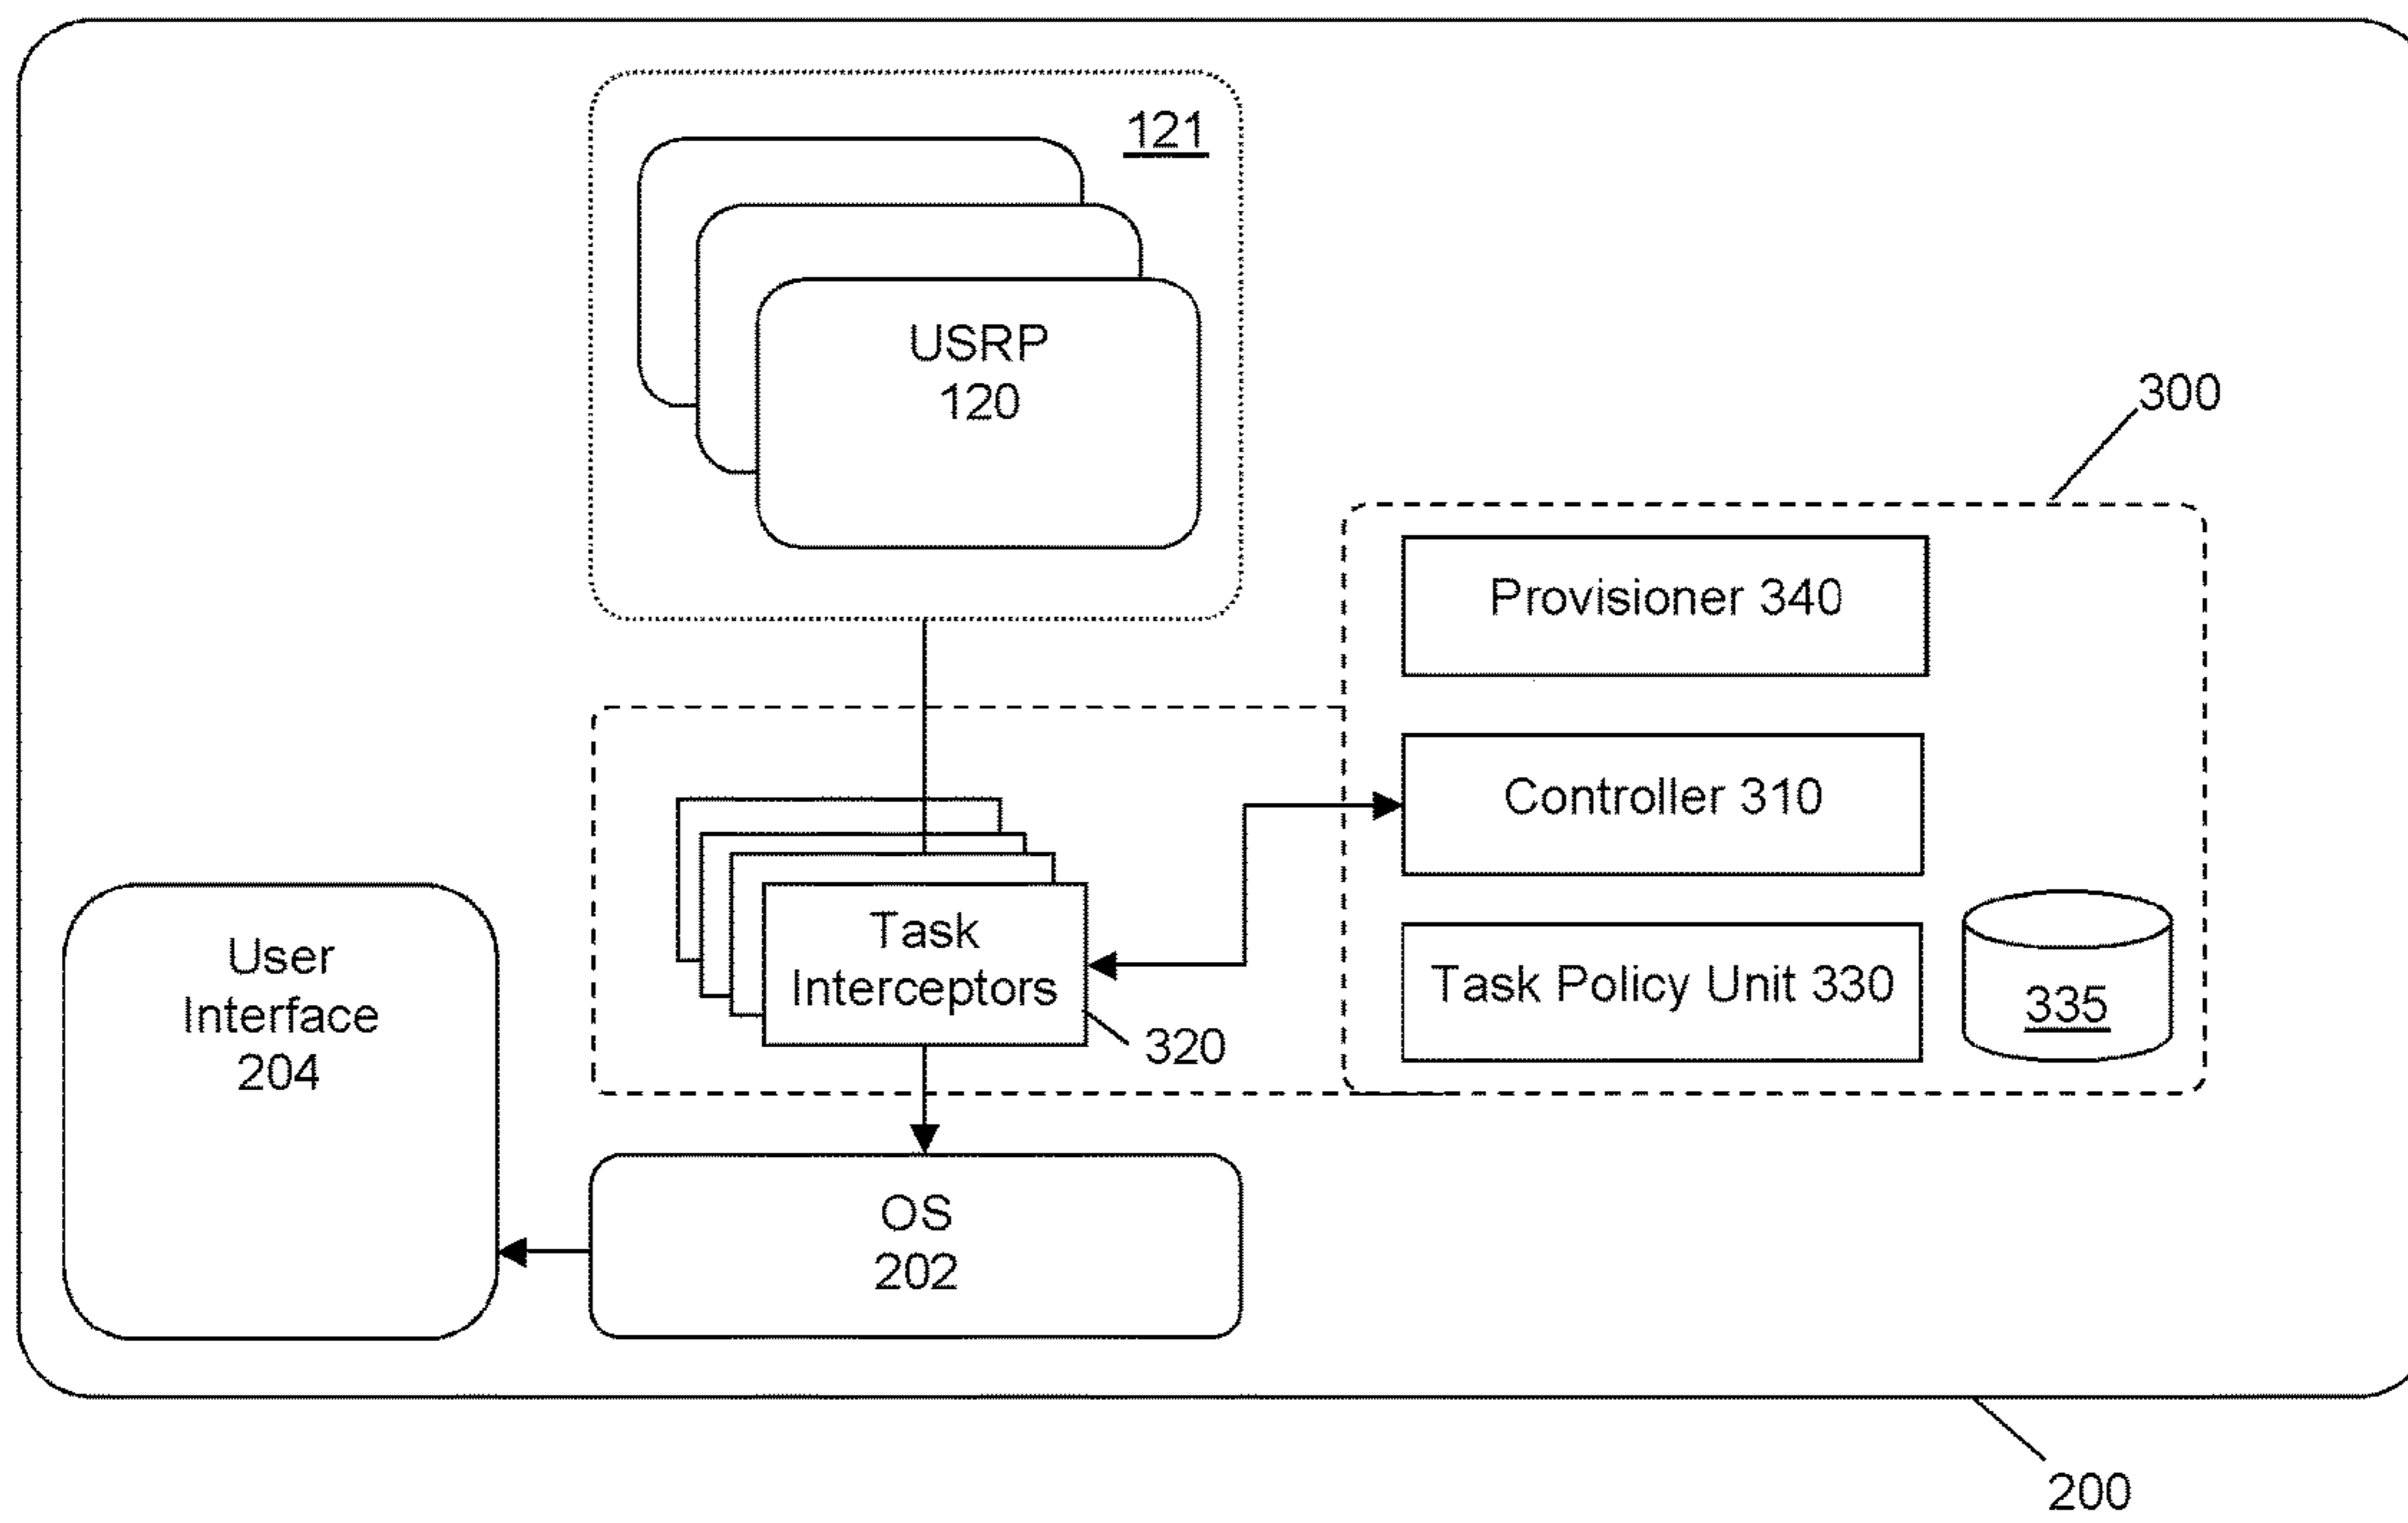 121
USRP
120
300
Provisioner 340
Controller 310
Task
Interceptors
320
Task Policy Unit 330
335
User
Interface
204
OS
202
200